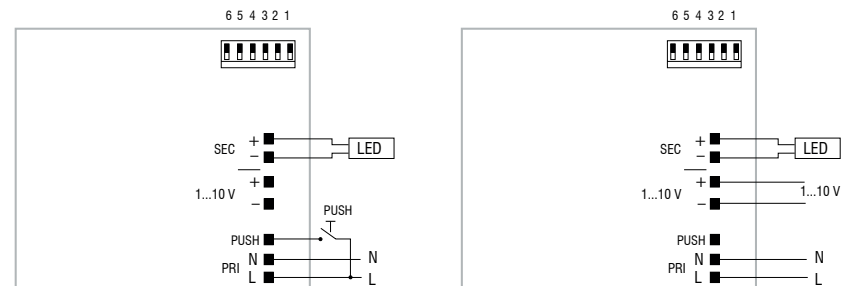 6 5 4 3 2 1
SEC + LED
−
1...10 V +
−
PUSH
PUSH
PRI N N
L L
6 5 4 3 2 1
SEC + LED
−
1...10 V + 1...10 V
−
PUSH
PRI N N
L L